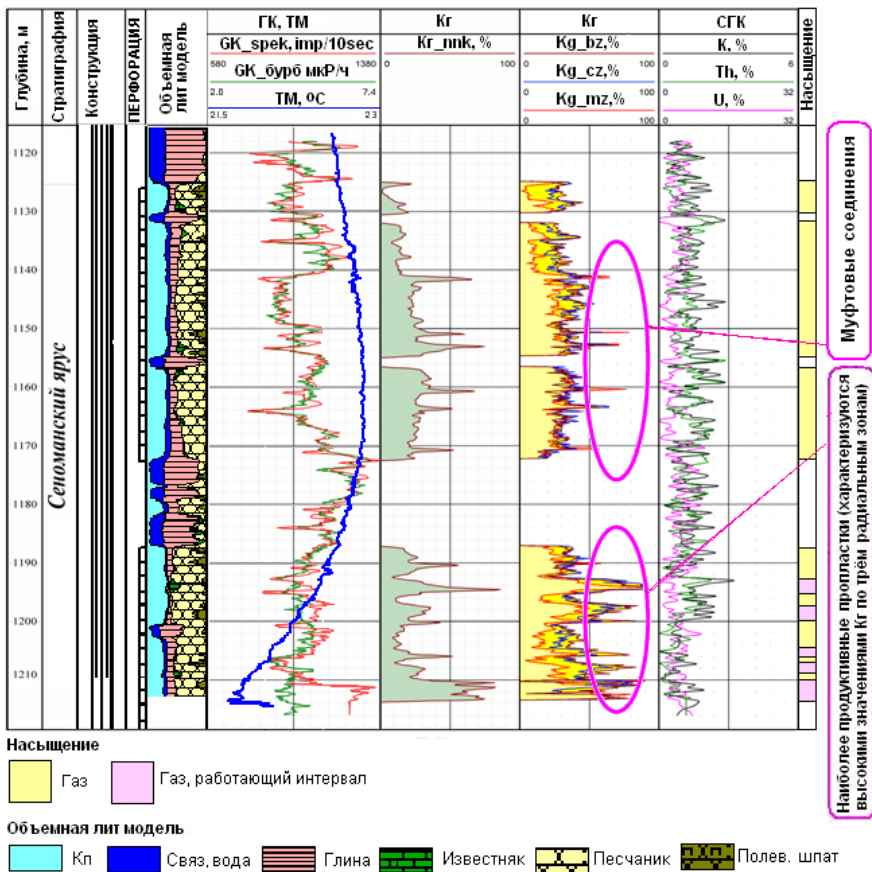 Глубина, м
Стратиграфия
Конструкция
ПЕРФОРАЦИЯ
Объемная
лит модель
ГК, ТМ
GK_spek, imp/10sec
580 1380
GK_бурб мкР/ч
2.0 7.4
ТМ, ºС
21.5 23
Кг
Kг_nnk, %
0 100
Кг
Kg_bz,%
0 100
Kg_cz,%
0 100
Kg_mz,%
0 100
СГК
K, %
0 6
Th, %
0 32
U, %
0 32
Насыщение
1120
1130
1140
1150
1160
1170
1180
1190
1200
1210
Сеноманский ярус
Муфтовые соединения
Наиболее продуктивные пропластки (характеризуются
высокими значениями Кг по трём радиальным зонам)
Насыщение
Газ
Газ, работающий интервал
Объемная лит модель
Кп
Связ, вода
Глина
Известняк
Песчаник
Полев. шпат